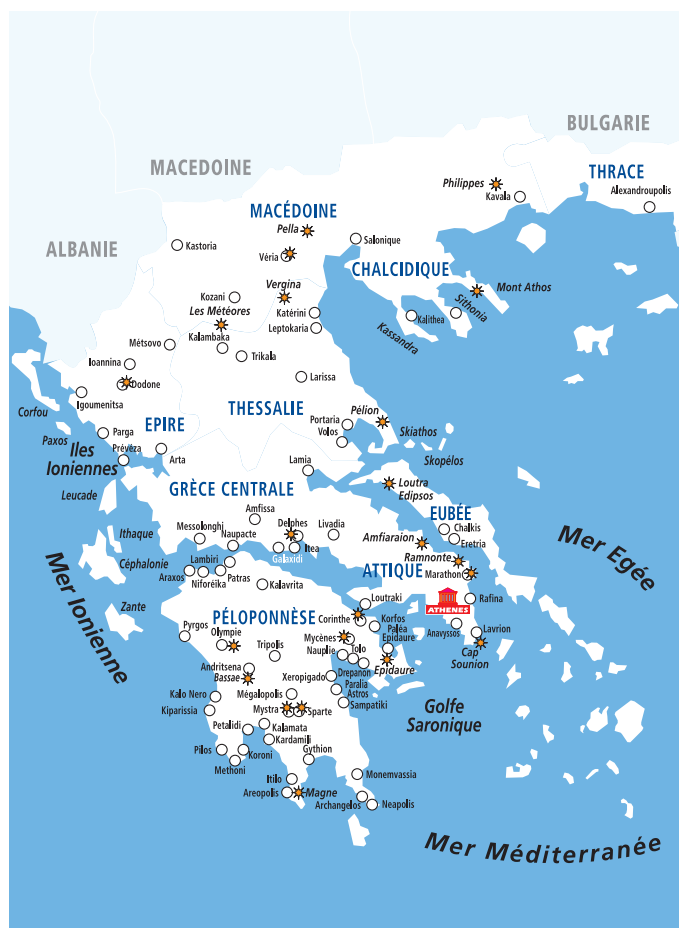 BULGARIE
MACEDOINE
THRACE
Philippes
Alexandroupolis
Kavala
MACÉDOINE
Pella
ALBANIE
Kastoria
Salonique
Véria
CHALCIDIQUE
Vergina
Mont Athos
Kozani
Sithonia
Les Météores
Katérini
Kalithea
Leptokaria
Kassandra
Métsovo
Kalambaka
Trikala
Ioannina
Larissa
Dodone
Igoumenitsa
THESSALIE
Pélion
Corfou
Portaria
EPIRE
Skiathos
Parga
Volos
Paxos
Iles
Ioniennes
Prévéza
Arta
Skopélos
Lamia
Loutra
Edipsos
GRÈCE CENTRALE
Leucade
Amfissa
EUBÉE
Messolonghi
Delphes
Livadia
Chalkis
Ithaque
Naupacte
Amfiaraion
Eretria
Mer Egée
Itea
Galaxidi
Ramnonte
Céphalonie
Lambiri
ATTIQUE
Marathon
Araxos
Niforéika
Patras
Kalavrita
Mer Ionienne
Zante
Loutraki
ATHENES
Rafina
PÉLOPONNÈSE
Corinthe
Korfos
Pyrgos
Paléa
Epidaure
Anavyssos
Lavrion
Olympie
Mycènes
Tripolis
Nauplie
Tolo
Cap
Sounion
Andritsena
Drepanon
Epidaure
Bassae
Xeropigado
Paralia
Astros
Kalo Nero
Mégalopolis
Sampatiki
Golfe
Saronique
Kiparissia
Mystra
Sparte
Petalidi
Kalamata
Kardamili
Pilos
Koroni
Gythion
Methoni
Itilo
Monemvassia
Areopolis
Magne
Archangelos
Neapolis
Mer Méditerranée